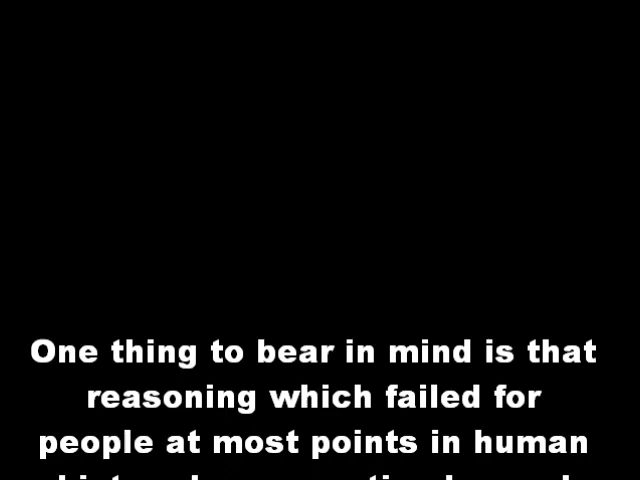 One thing to bear in mind is that
reasoning which failed for
people at most points in human